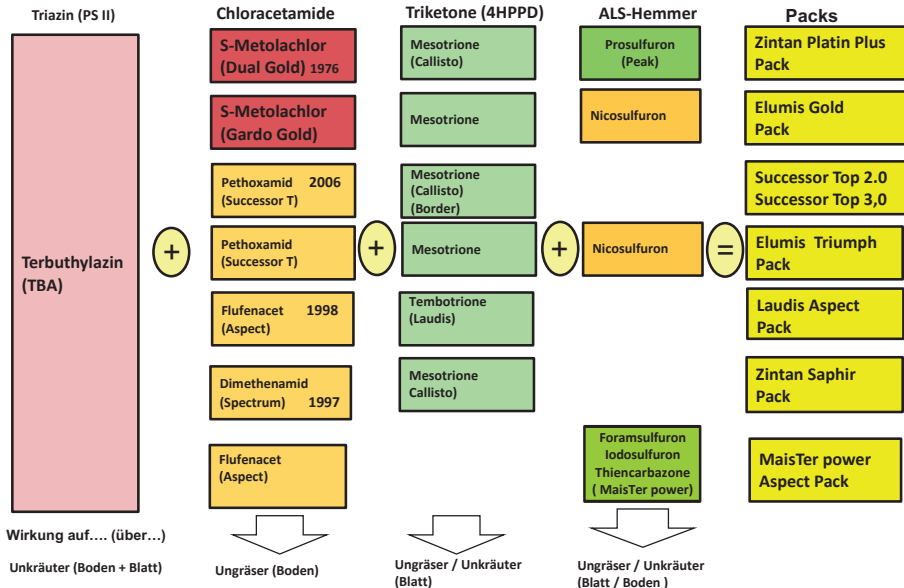 Triazin (PS II)
Chloracetamide
Triketone (4HPPD)
ALS-Hemmer
Packs
Terbuthylazin
(TBA)
S-Metolachlor
(Dual Gold) 1976
Mesotrione
(Callisto)
Prosulfuron
(Peak)
Zintan Platin Plus
Pack
S-Metolachlor
(Gardo Gold)
Mesotrione
Nicosulfuron
Elumis Gold
Pack
Pethoxamid 2006
(Successor T)
Mesotrione
(Callisto)
(Border)
Successor Top 2.0
Successor Top 3,0
+
Pethoxamid
(Successor T)
+
Mesotrione
+
Nicosulfuron
=
Elumis Triumph
Pack
Flufenacet 1998
(Aspect)
Tembotrione
(Laudis)
Laudis Aspect
Pack
Dimethenamid
(Spectrum) 1997
Mesotrione
Callisto)
Zintan Saphir
Pack
Flufenacet
(Aspect)
Foramsulfuron
Iodosulfuron
Thiencarbazone
( MaisTer power)
MaisTer power
Aspect Pack
Wirkung auf.... (über...)
Unkräuter (Boden + Blatt)
Ungräser (Boden)
Ungräser / Unkräuter
(Blatt)
Ungräser / Unkräuter
(Blatt / Boden )